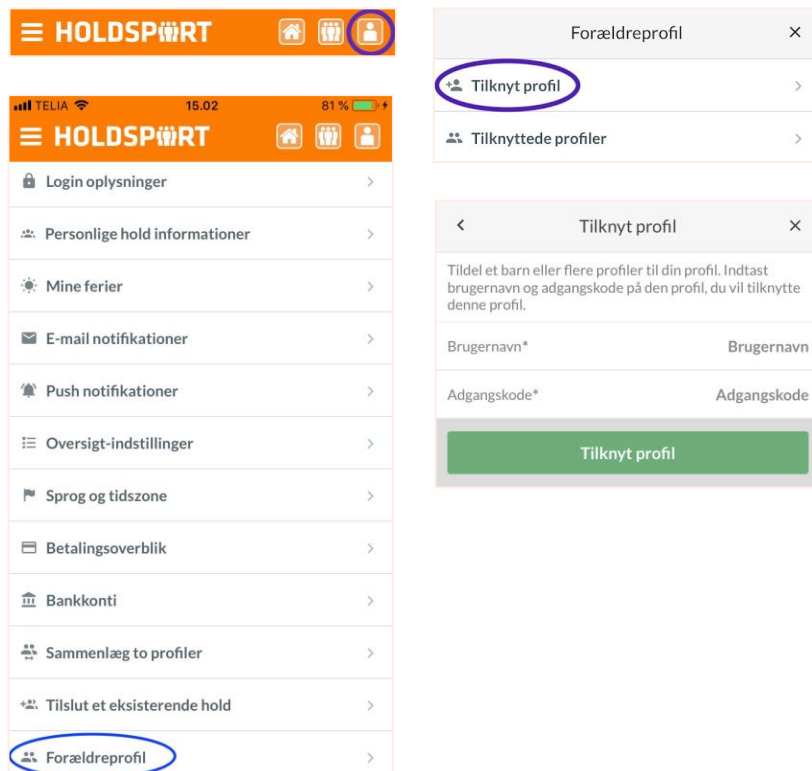 HOLDSPORT
TELIA 15.02 81 %
HOLDSPORT
Login oplysninger
Personlige hold informationer
Mine ferier
E-mail notifikationer
Push notifikationer
Oversigt-indstillinger
Sprog og tidszone
Betalingsoverblik
Bankkonti
Sammenlæg to profiler
Tilslut et eksisterende hold
Forældreprofil
Forældreprofil
Tilknyt profil
Tilknyttede profiler
Tilknyt profil
Tildel et barn eller flere profiler til din profil. Indtast
brugernavn og adgangskode på den profil, du vil tilknytte
denne profil.
Brugernavn* Brugernavn
Adgangskode* Adgangskode
Tilknyt profil